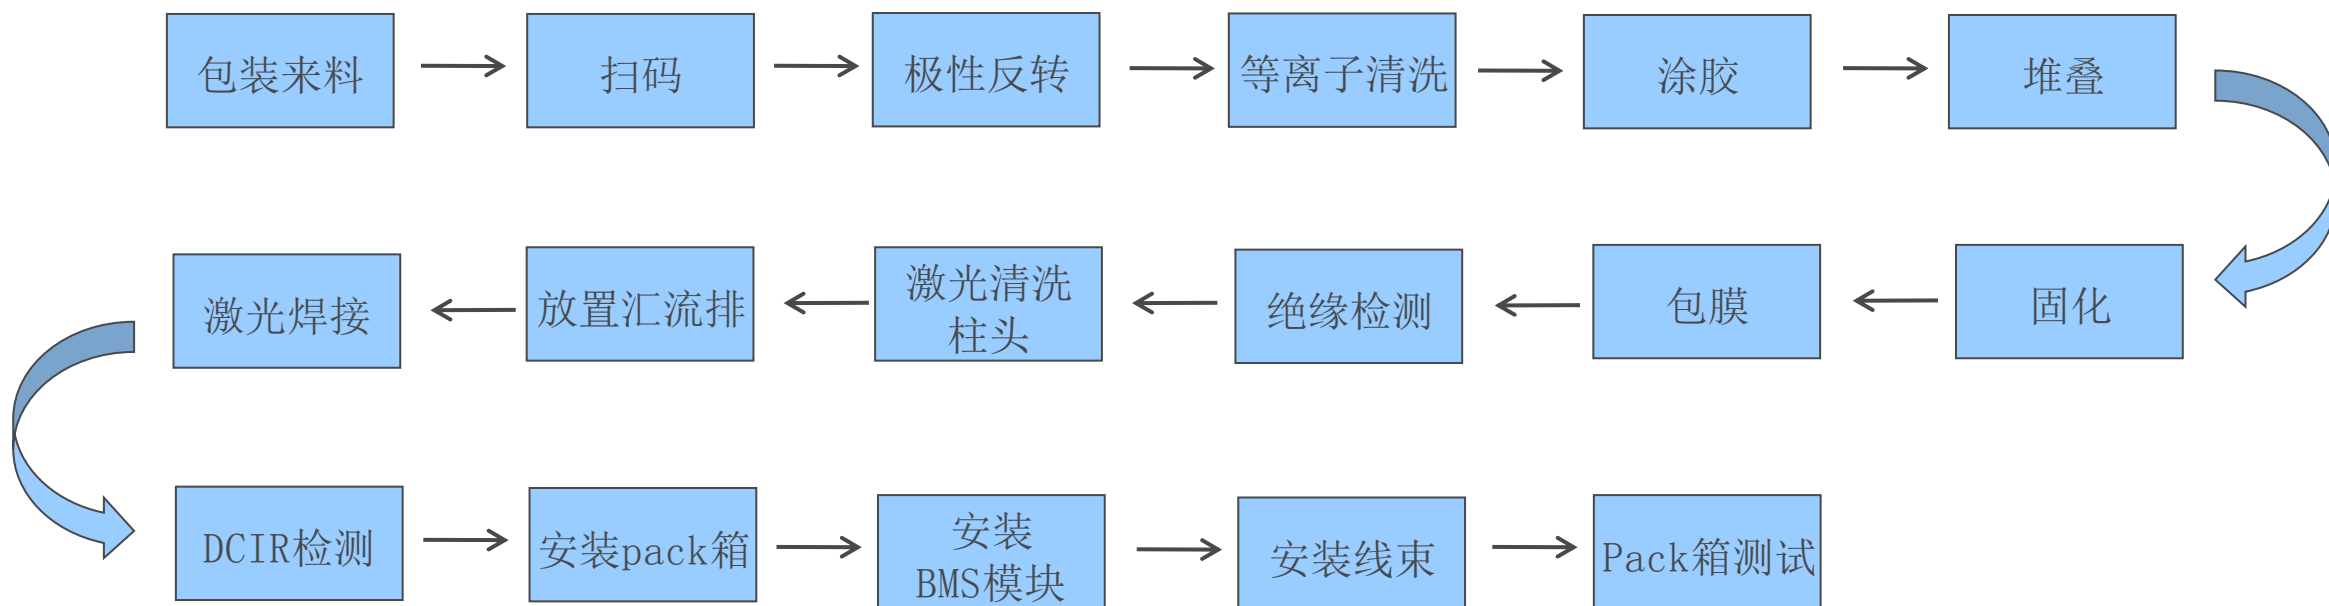 包装来料
扫码
极性反转
等离子清洗
涂胶
堆叠
固化
包膜
绝缘检测
激光清洗
柱头
放置汇流排
激光焊接
DCIR检测
安装pack箱
安装
BMS模块
安装线束
Pack箱测试